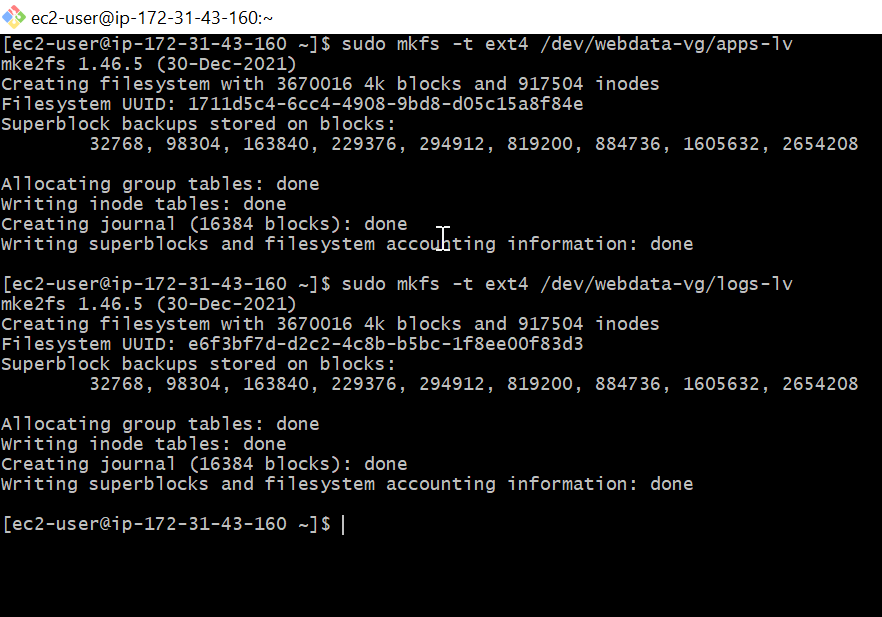 ec2-user@ip-172-31-43-160:~
[ec2-user@ip-172-31-43-160 ~]$ sudo mkfs -t ext4 /dev/webdata-vg/apps-lv
mke2fs 1.46.5 (30-Dec-2021)
Creating filesystem with 3670016 4k blocks and 917504 inodes
Filesystem UUID: 1711d5c4-6cc4-4908-9bd8-d05c15a8f84e
Superblock backups stored on blocks:
        32768, 98304, 163840, 229376, 294912, 819200, 884736, 1605632, 2654208
Allocating group tables: done
Writing inode tables: done
Creating journal (16384 blocks): done
Writing superblocks and filesystem accounting information: done
[ec2-user@ip-172-31-43-160 ~]$ sudo mkfs -t ext4 /dev/webdata-vg/logs-lv
mke2fs 1.46.5 (30-Dec-2021)
Creating filesystem with 3670016 4k blocks and 917504 inodes
Filesystem UUID: e6f3bf7d-d2c2-4c8b-b5bc-1f8ee00f83d3
Superblock backups stored on blocks:
        32768, 98304, 163840, 229376, 294912, 819200, 884736, 1605632, 2654208
Allocating group tables: done
Writing inode tables: done
Creating journal (16384 blocks): done
Writing superblocks and filesystem accounting information: done
[ec2-user@ip-172-31-43-160 ~]$